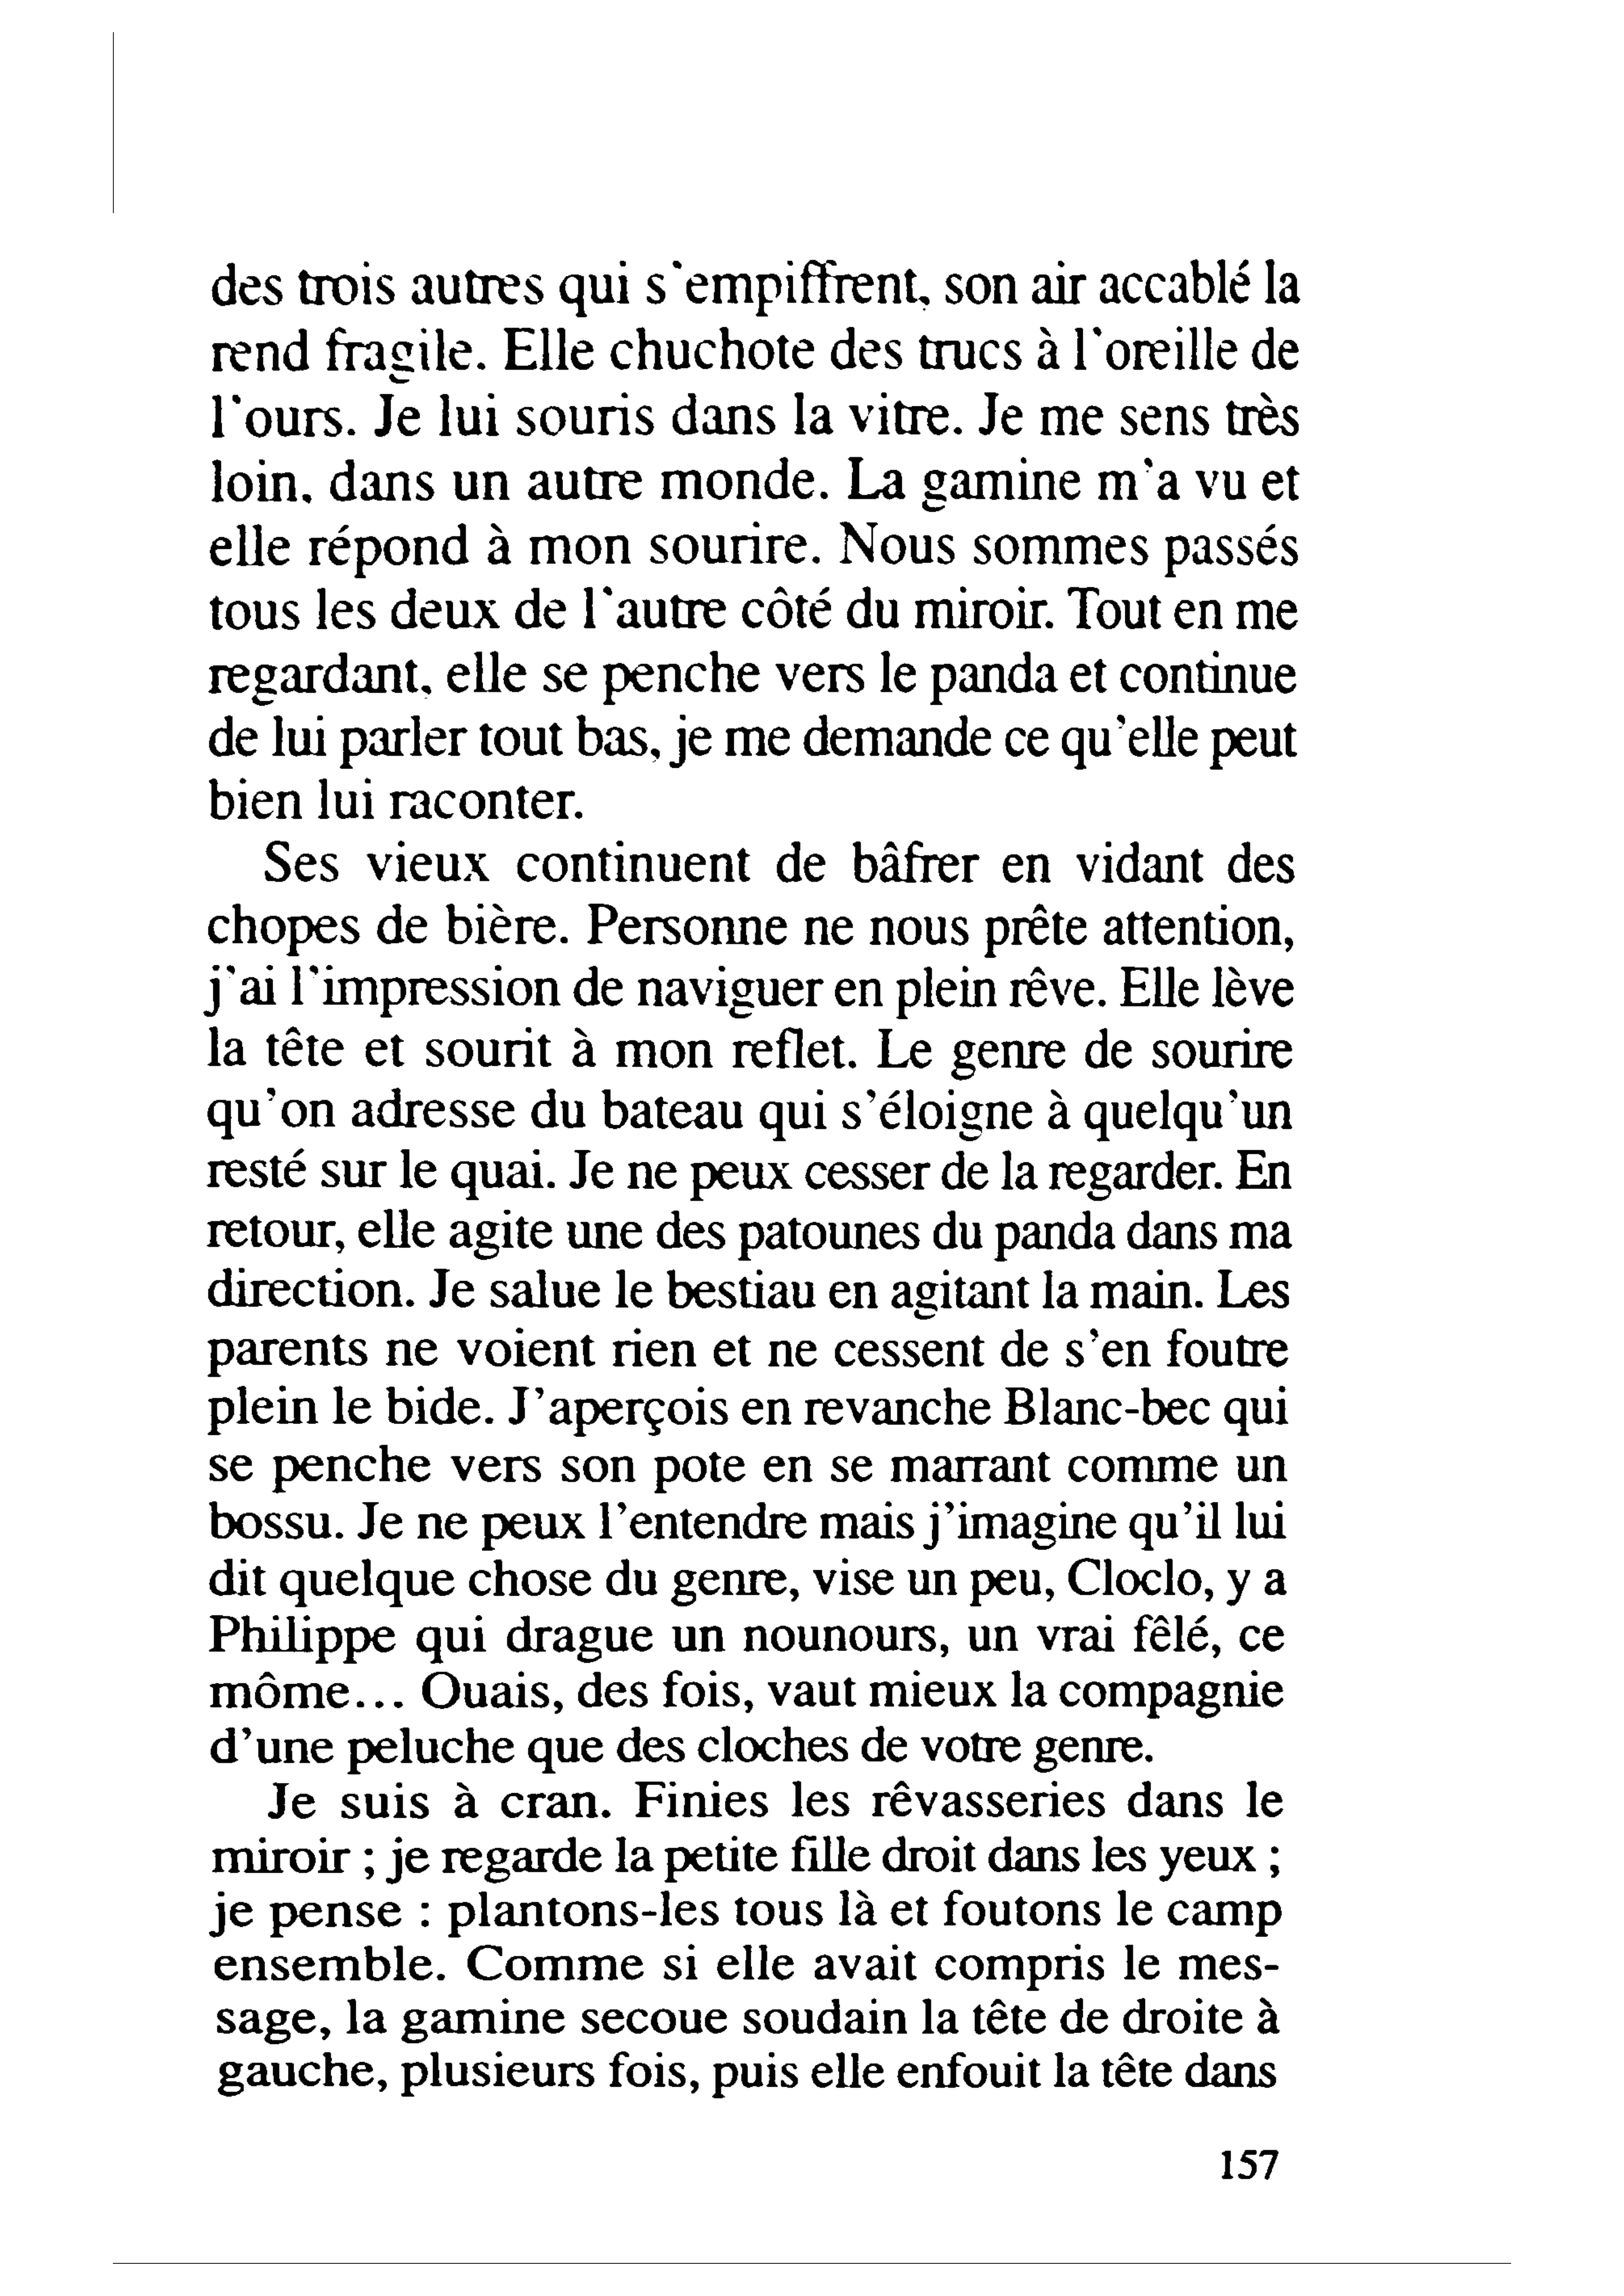 des trois autres qui s'empiffrent, son air accablé la
rend fragile. Elle chuchote des trucs à l'oreille de
l'ours. Je lui souris dans la vitre. Je me sens très
loin, dans un autre monde. La gamine m'a vu et
elle répond à mon sourire. Nous sommes passés
tous les deux de l'autre côté du miroir. Tout en me
regardant, elle se penche vers le panda et continue
de lui parler tout bas, je me demande ce qu'elle peut
bien lui raconter.
Ses vieux continuent de bâfrer en vidant des
chopes de bière. Personne ne nous prête attention,
j'ai l'impression de naviguer en plein rêve. Elle lève
la tête et sourit à mon reflet. Le genre de sourire
qu'on adresse du bateau qui s'éloigne à quelqu'un
resté sur le quai. Je ne peux cesser de la regarder. En
retour, elle agite une des patounes du panda dans ma
direction. Je salue le bestiau en agitant la main. Les
parents ne voient rien et ne cessent de s'en foutre
plein le bide. J'aperçois en revanche Blanc-bec qui
se penche vers son pote en se marrant comme un
bossu. Je ne peux l'entendre mais j'imagine qu'il lui
dit quelque chose du genre, vise un peu, Cloclo, y a
Philippe qui drague un nounours, un vrai fêlé, ce
môme... Ouais, des fois, vaut mieux la compagnie
d'une peluche que des cloches de votre genre.
Je suis à cran. Finies les rêvasseries dans le
miroir ; je regarde la petite fille droit dans les yeux ;
je pense : plantons-les tous là et foutons le camp
ensemble. Comme si elle avait compris le mes-
sage, la gamine secoue soudain la tête de droite à
gauche, plusieurs fois, puis elle enfouit la tête dans
157